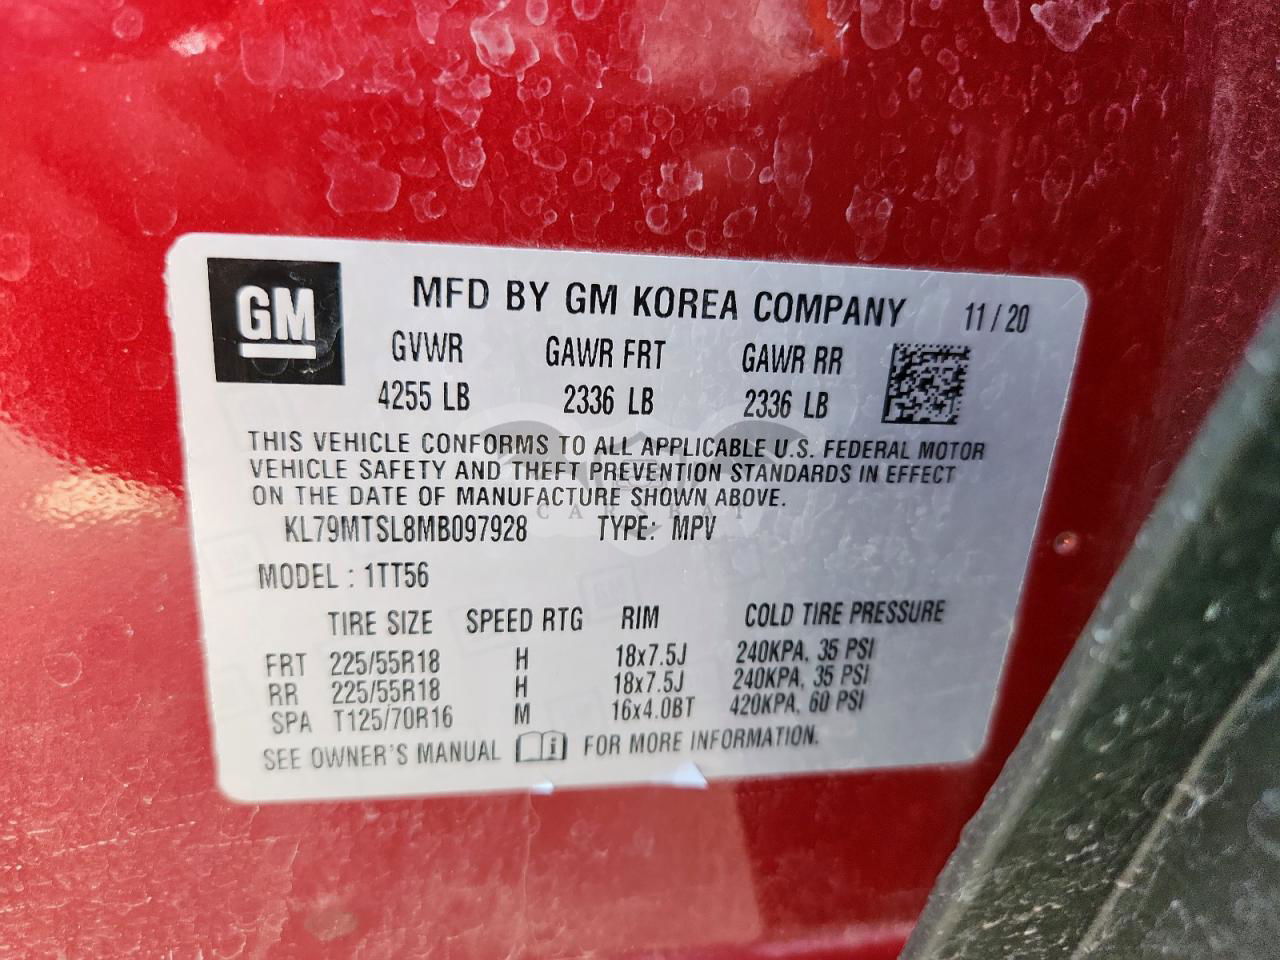 GM
MFD BY GM KOREA COMPANY 11/20
GVWR GAWR FRT GAWR RR
4255 LB 2336 LB 2336 LB
THIS VEHICLE CONFORMS TO ALL APPLICABLE U.S. FEDERAL MOTOR
VEHICLE SAFETY AND THEFT PREVENTION STANDARDS IN EFFECT
ON THE DATE OF MANUFACTURE SHOWN ABOVE.
CARSBAT
KL79MTSL8MB097928 TYPE: MPV
MODEL : 1TT56
TIRE SIZE SPEED RTG RIM COLD TIRE PRESSURE
FRT 225/55R18 H 18x7.5J 240KPA, 35 PSI
RR 225/55R18 H 18x7.5J 240KPA, 35 PSI
SPA T125/70R16 M 16x4.0BT 420KPA, 60 PSI
SEE OWNER'S MANUAL i FOR MORE INFORMATION.